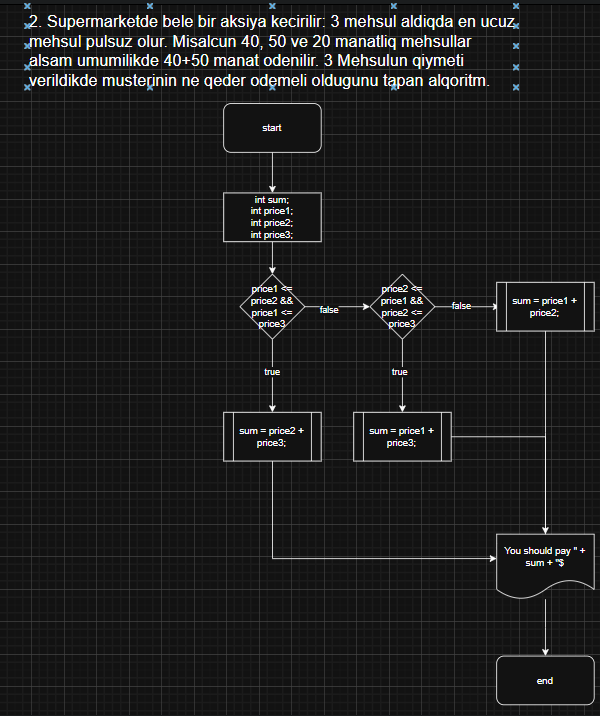 2. Supermarketde bele bir aksiya kecirilir: 3 mehsul aldiqda en ucuz
mehsul pulsuz olur. Misalcun 40, 50 ve 20 manatliq mehsullar
alsam umumilikde 40+50 manat odenilir. 3 Mehsulun qiymeti
verildikde musterinin ne qeder odemeli oldugunu tapan alqoritm.
start
int sum;
int price1;
int price2;
int price3;
price1 <=
price2 &&
price1 <=
price3
false
price2 <=
price1 &&
price2 <=
price3
false
sum = price1 +
price2;
true
true
sum = price2 +
price3;
sum = price1 +
price3;
You should pay " +
sum + "$
end